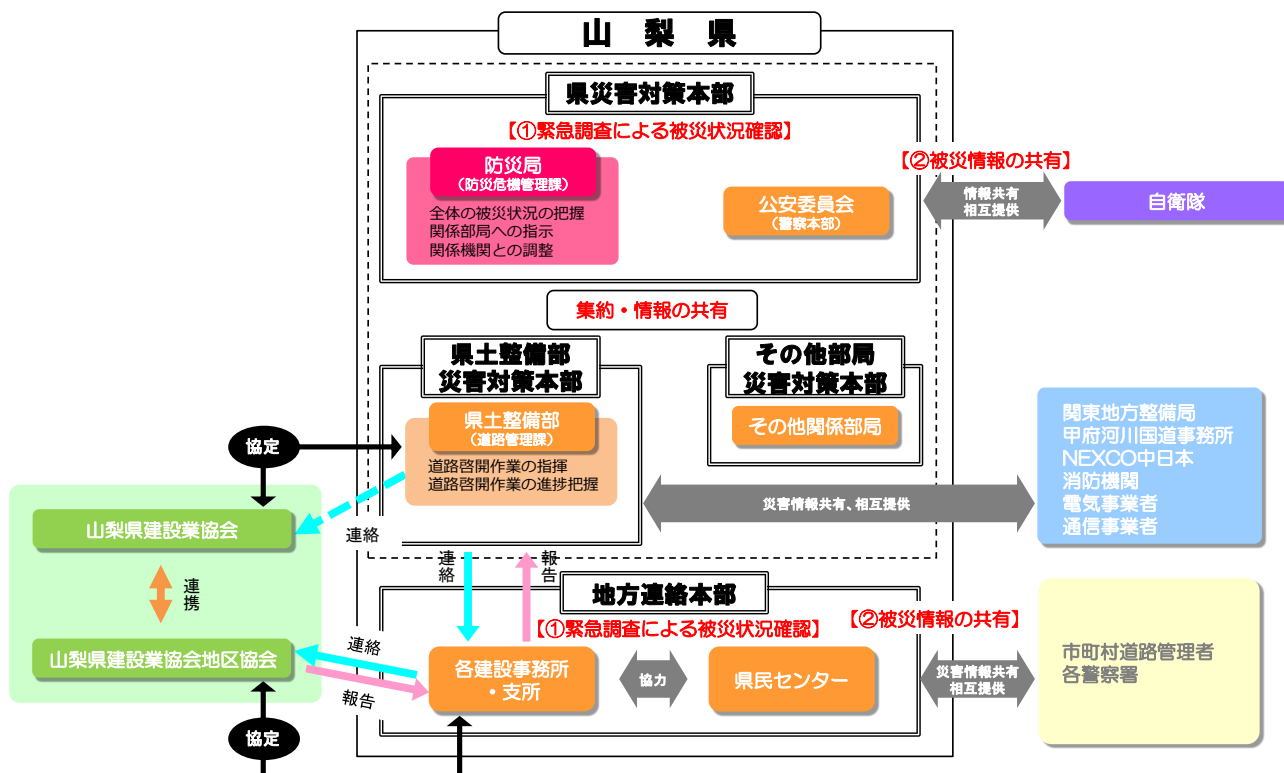 山梨県
県災害対策本部
【①緊急調査による被災状況確認】
防災局
（防災危機管理課）
全体の被災状況の把握
関係部局への指示
関係機関との調整
公安委員会
（警察本部）
【②被災情報の共有】
情報共有
相互提供
自衛隊
集約・情報の共有
県土整備部
災害対策本部
県土整備部
（道路管理課）
道路啓開作業の指揮
道路啓開作業の進捗把握
その他部局
災害対策本部
その他関係部局
災害情報共有、相互提供
関東地方整備局
甲府河川国道事務所
NEXCO中日本
消防機関
電気事業者
通信事業者
協定
山梨県建設業協会
連絡
連携
山梨県建設業協会地区協会
連絡
報告
協定
連絡
報告
地方連絡本部
【①緊急調査による被災状況確認】
各建設事務所
・支所
協力
県民センター
【②被災情報の共有】
災害情報共有
相互提供
市町村道路管理者
各警察署